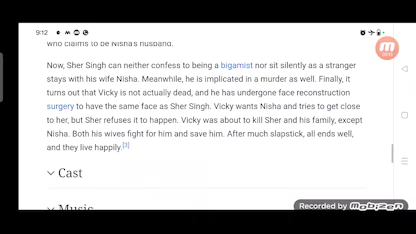 9:12
who claims to be Nisha's husband.
Now, Sher Singh can neither confess to being a bigamist nor sit silently as a stranger
stays with his wife Nisha. Meanwhile, he is implicated in a murder as well. Finally, it
turns out that Vicky is not actually dead, and he has undergone face reconstruction
surgery to have the same face as Sher Singh. Vicky wants Nisha and tries to get close
to her, but Sher refuses it to happen. Vicky was about to kill Sher and his family, except
Nisha. Both his wives fight for him and save him. After much slapstick, all ends well,
and they live happily.[3]
Cast
Music
Recorded by Mobizen